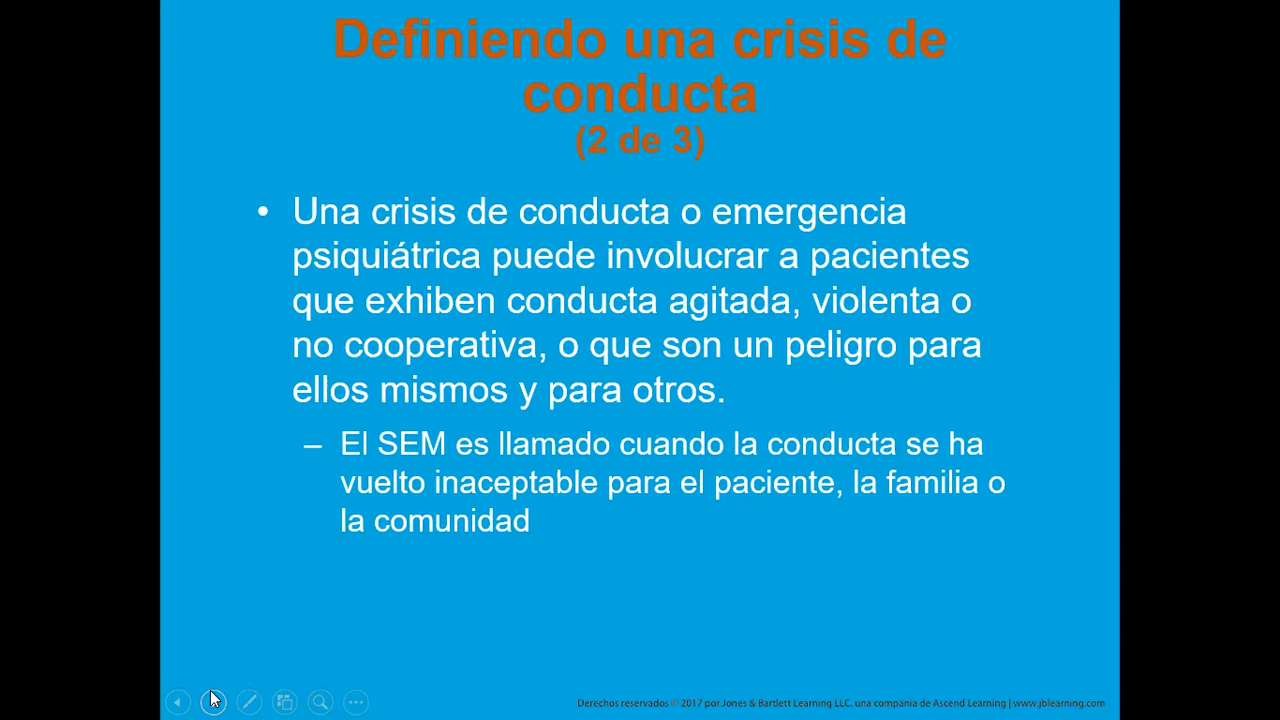 Definiendo una crisis de
conducta
(2 de 3)
• Una crisis de conducta o emergencia
psiquiátrica puede involucrar a pacientes
que exhiben conducta agitada, violenta o
no cooperativa, o que son un peligro para
ellos mismos y para otros.
– El SEM es llamado cuando la conducta se ha
vuelto inaceptable para el paciente, la familia o
la comunidad
Derechos reservados © 2017 por Jones & Bartlett Learning LLC, una compañía de Ascend Learning | www.jblearning.com